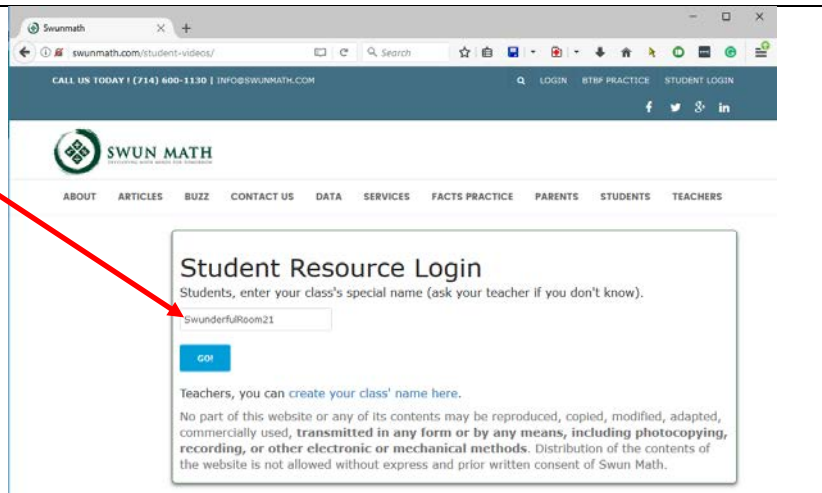 Swunmath
swunmath.com/student-videos/
Search
CALL US TODAY ! (714) 600-1130 | INFO@SWUNMATH.COM
LOGIN BTBF PRACTICE STUDENT LOGIN
SWUN MATH
ABOUT ARTICLES BUZZ CONTACT US DATA SERVICES FACTS PRACTICE PARENTS STUDENTS TEACHERS
Student Resource Login
Students, enter your class's special name (ask your teacher if you don't know).
SwunderfulRoom21
GO!
Teachers, you can create your class' name here.
No part of this website or any of its contents may be reproduced, copied, modified, adapted,
commercially used, transmitted in any form or by any means, including photocopying,
recording, or other electronic or mechanical methods. Distribution of the contents of
the website is not allowed without express and prior written consent of Swun Math.